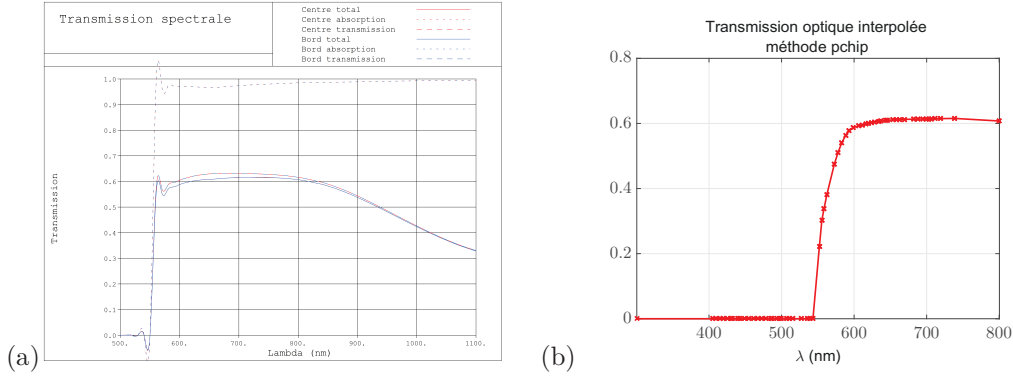 Transmission spectrale
Centre total
Centre absorption
Centre transmission
Bord total
Bord absorption
Bord transmission
1.0
0.9
0.8
0.7
0.6
0.5
0.4
0.3
0.2
0.1
0.0
Transmission
500. 600. 700. 800. 900. 1000. 1100.
Lambda (nm)
(a)
Transmission optique interpolée
méthode pchip
0.8
0.6
0.4
0.2
0
400 500 600 700 800
λ (nm)
(b)